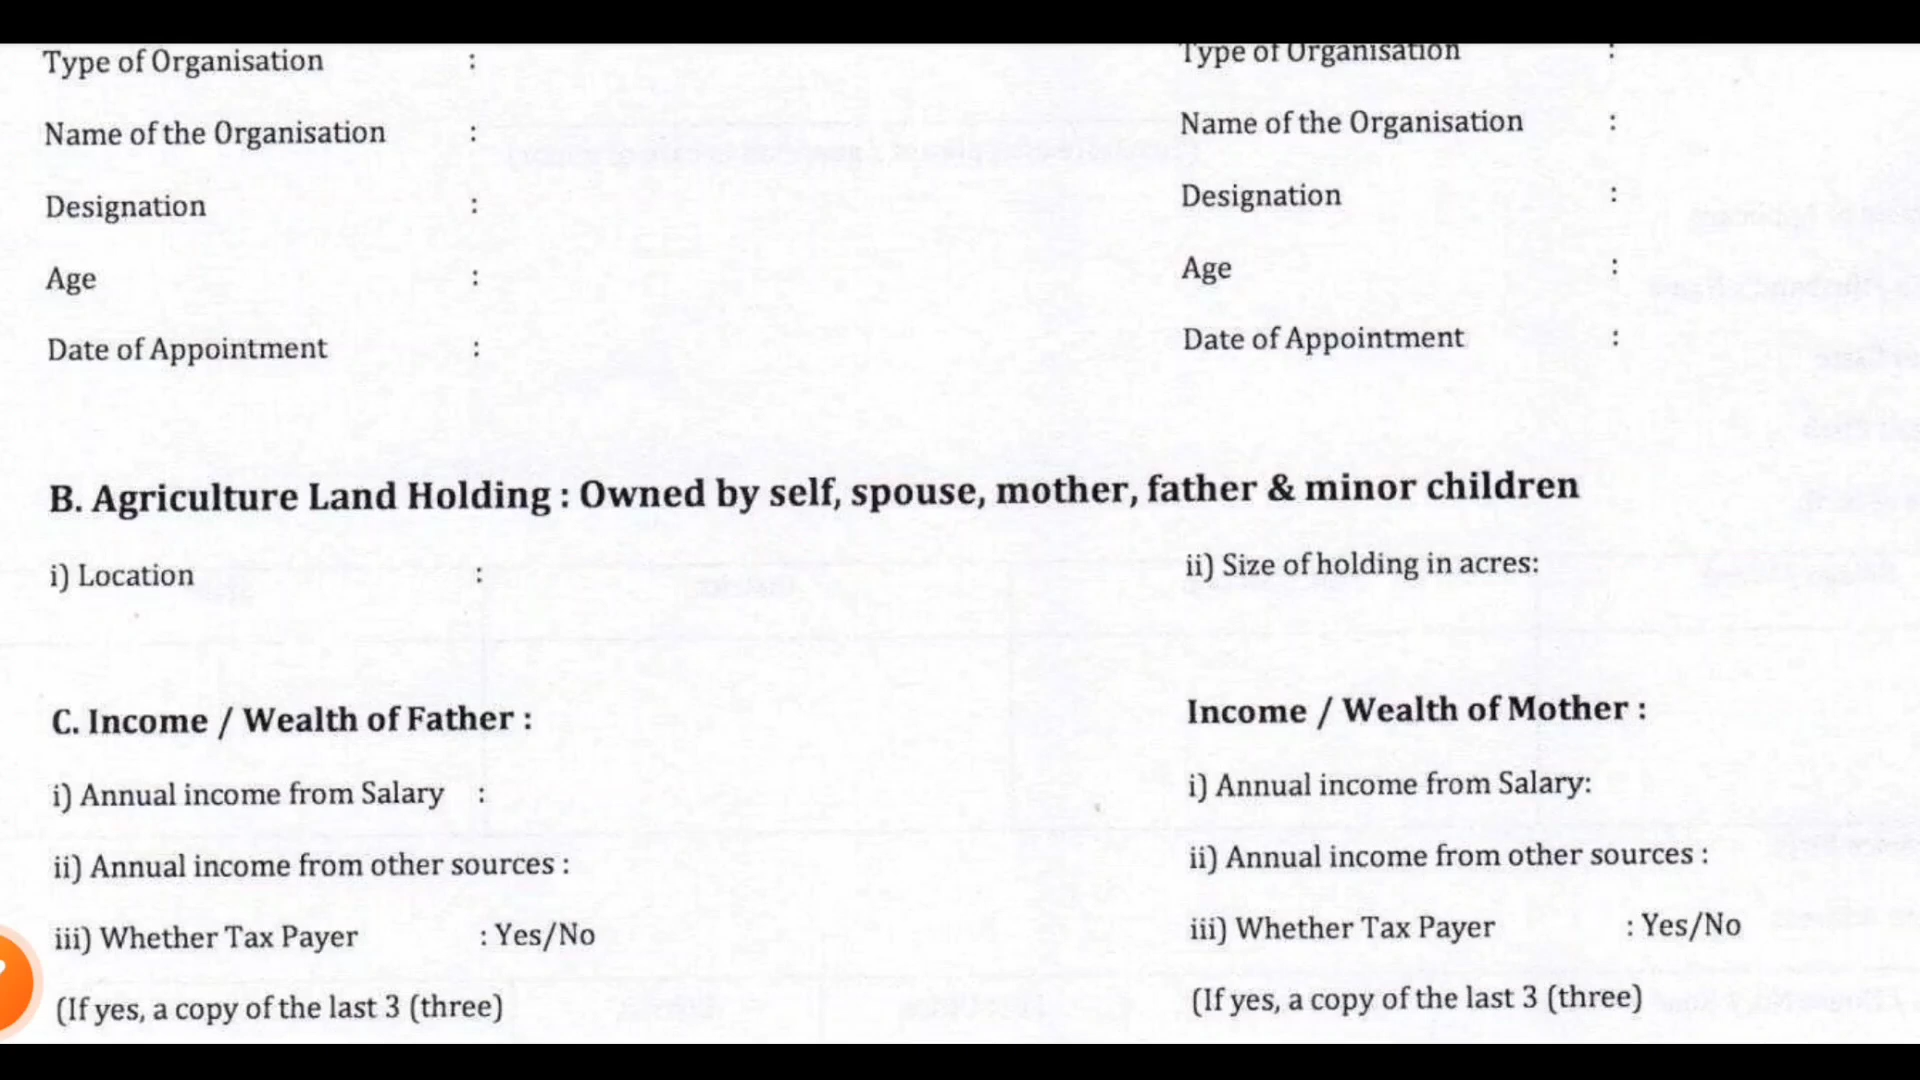 Type of Organisation :
Type of Organisation :
Name of the Organisation :
Name of the Organisation :
Designation :
Designation :
Age :
Age :
Date of Appointment :
Date of Appointment :
B. Agriculture Land Holding : Owned by self, spouse, mother, father & minor children
i) Location :
ii) Size of holding in acres:
C. Income / Wealth of Father :
Income / Wealth of Mother :
i) Annual income from Salary :
i) Annual income from Salary:
ii) Annual income from other sources :
ii) Annual income from other sources :
iii) Whether Tax Payer : Yes/No
iii) Whether Tax Payer : Yes/No
(If yes, a copy of the last 3 (three)
(If yes, a copy of the last 3 (three)